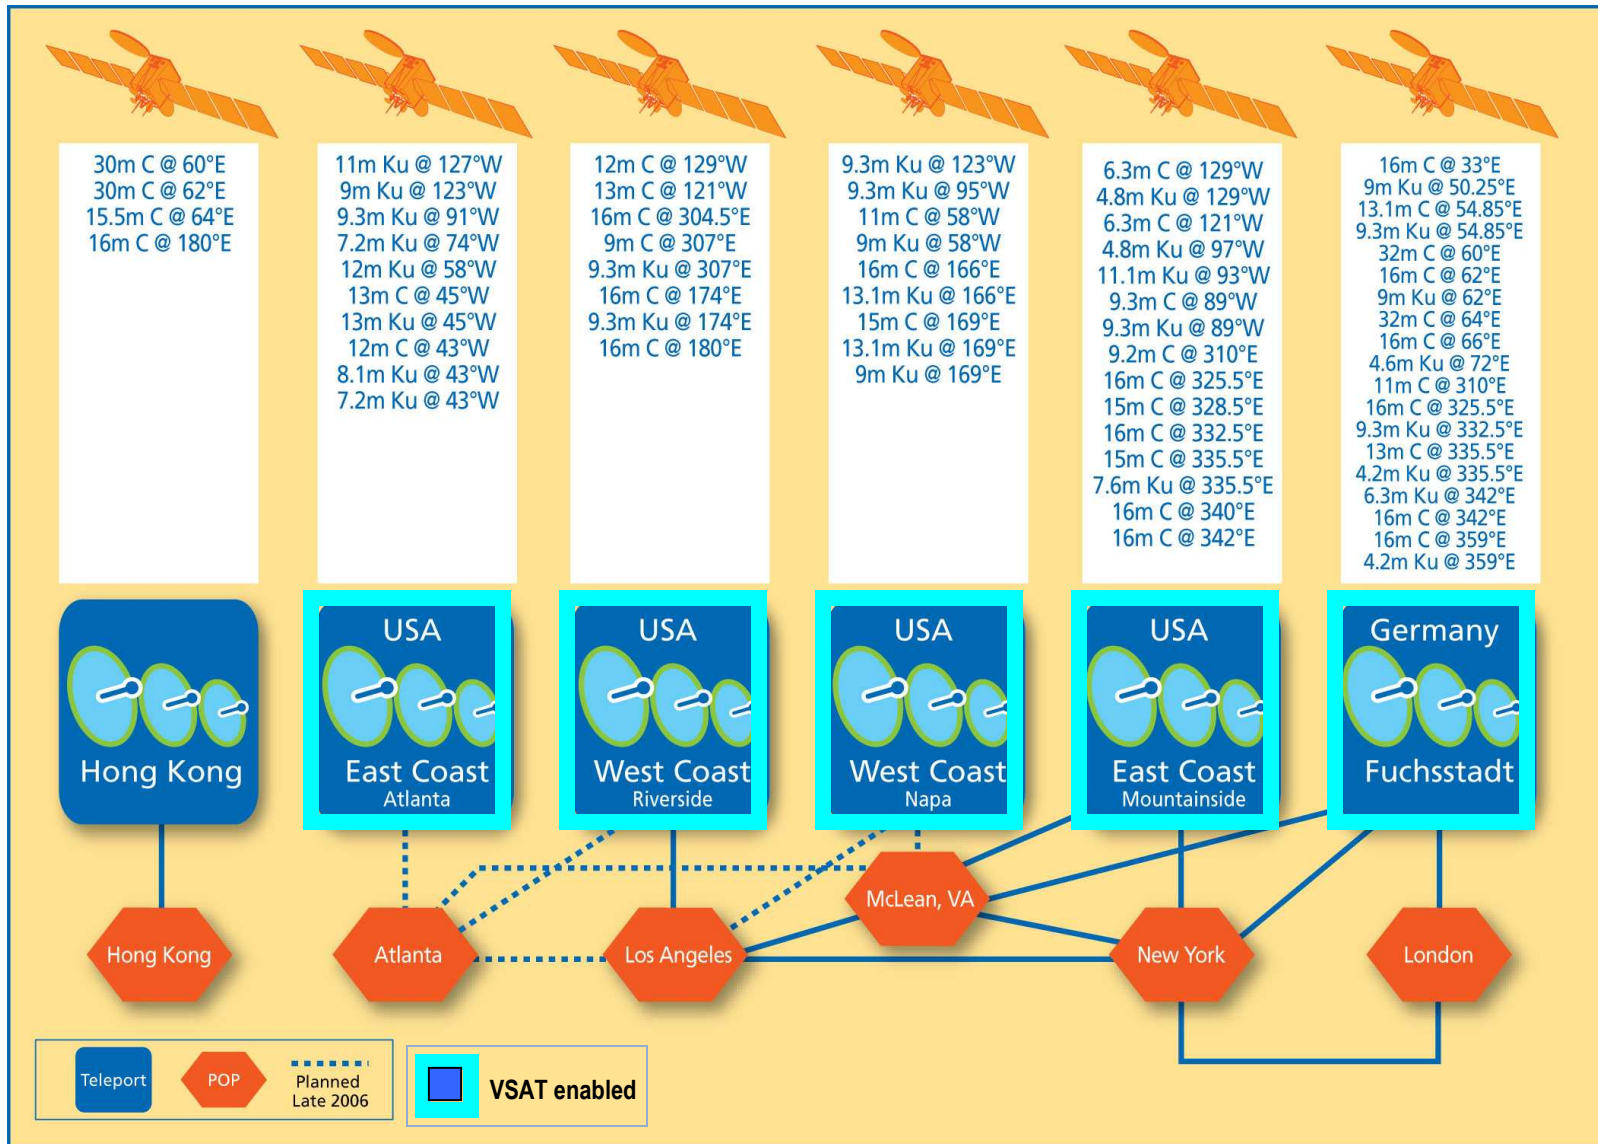 30m C @ 60°E
30m C @ 62°E
15.5m C @ 64°E
16m C @ 180°E
11m Ku @ 127°W
9m Ku @ 123°W
9.3m Ku @ 91°W
7.2m Ku @ 74°W
12m Ku @ 58°W
13m C @ 45°W
13m Ku @ 45°W
12m C @ 43°W
8.1m Ku @ 43°W
7.2m Ku @ 43°W
12m C @ 129°W
13m C @ 121°W
16m C @ 304.5°E
9m C @ 307°E
9.3m Ku @ 307°E
16m C @ 174°E
9.3m Ku @ 174°E
16m C @ 180°E
9.3m Ku @ 123°W
9.3m Ku @ 95°W
11m C @ 58°W
9m Ku @ 58°W
16m C @ 166°E
13.1m Ku @ 166°E
15m C @ 169°E
13.1m Ku @ 169°E
9m Ku @ 169°E
6.3m C @ 129°W
4.8m Ku @ 129°W
6.3m C @ 121°W
4.8m Ku @ 97°W
11.1m Ku @ 93°W
9.3m C @ 89°W
9.3m Ku @ 89°W
9.2m C @ 310°E
16m C @ 325.5°E
15m C @ 328.5°E
16m C @ 332.5°E
15m C @ 335.5°E
7.6m Ku @ 335.5°E
16m C @ 340°E
16m C @ 342°E
16m C @ 33°E
9m Ku @ 50.25°E
13.1m C @ 54.85°E
9.3m Ku @ 54.85°E
32m C @ 60°E
16m C @ 62°E
9m Ku @ 62°E
32m C @ 64°E
16m C @ 66°E
4.6m Ku @ 72°E
11m C @ 310°E
16m C @ 325.5°E
9.3m Ku @ 332.5°E
13m C @ 335.5°E
4.2m Ku @ 335.5°E
6.3m Ku @ 342°E
16m C @ 342°E
16m C @ 359°E
4.2m Ku @ 359°E
Hong Kong
USA
East Coast
Atlanta
USA
West Coast
Riverside
USA
West Coast
Napa
USA
East Coast
Mountainside
Germany
Fuchsstadt
Hong Kong
Atlanta
Los Angeles
McLean, VA
New York
London
Teleport
POP
Planned
Late 2006
VSAT enabled